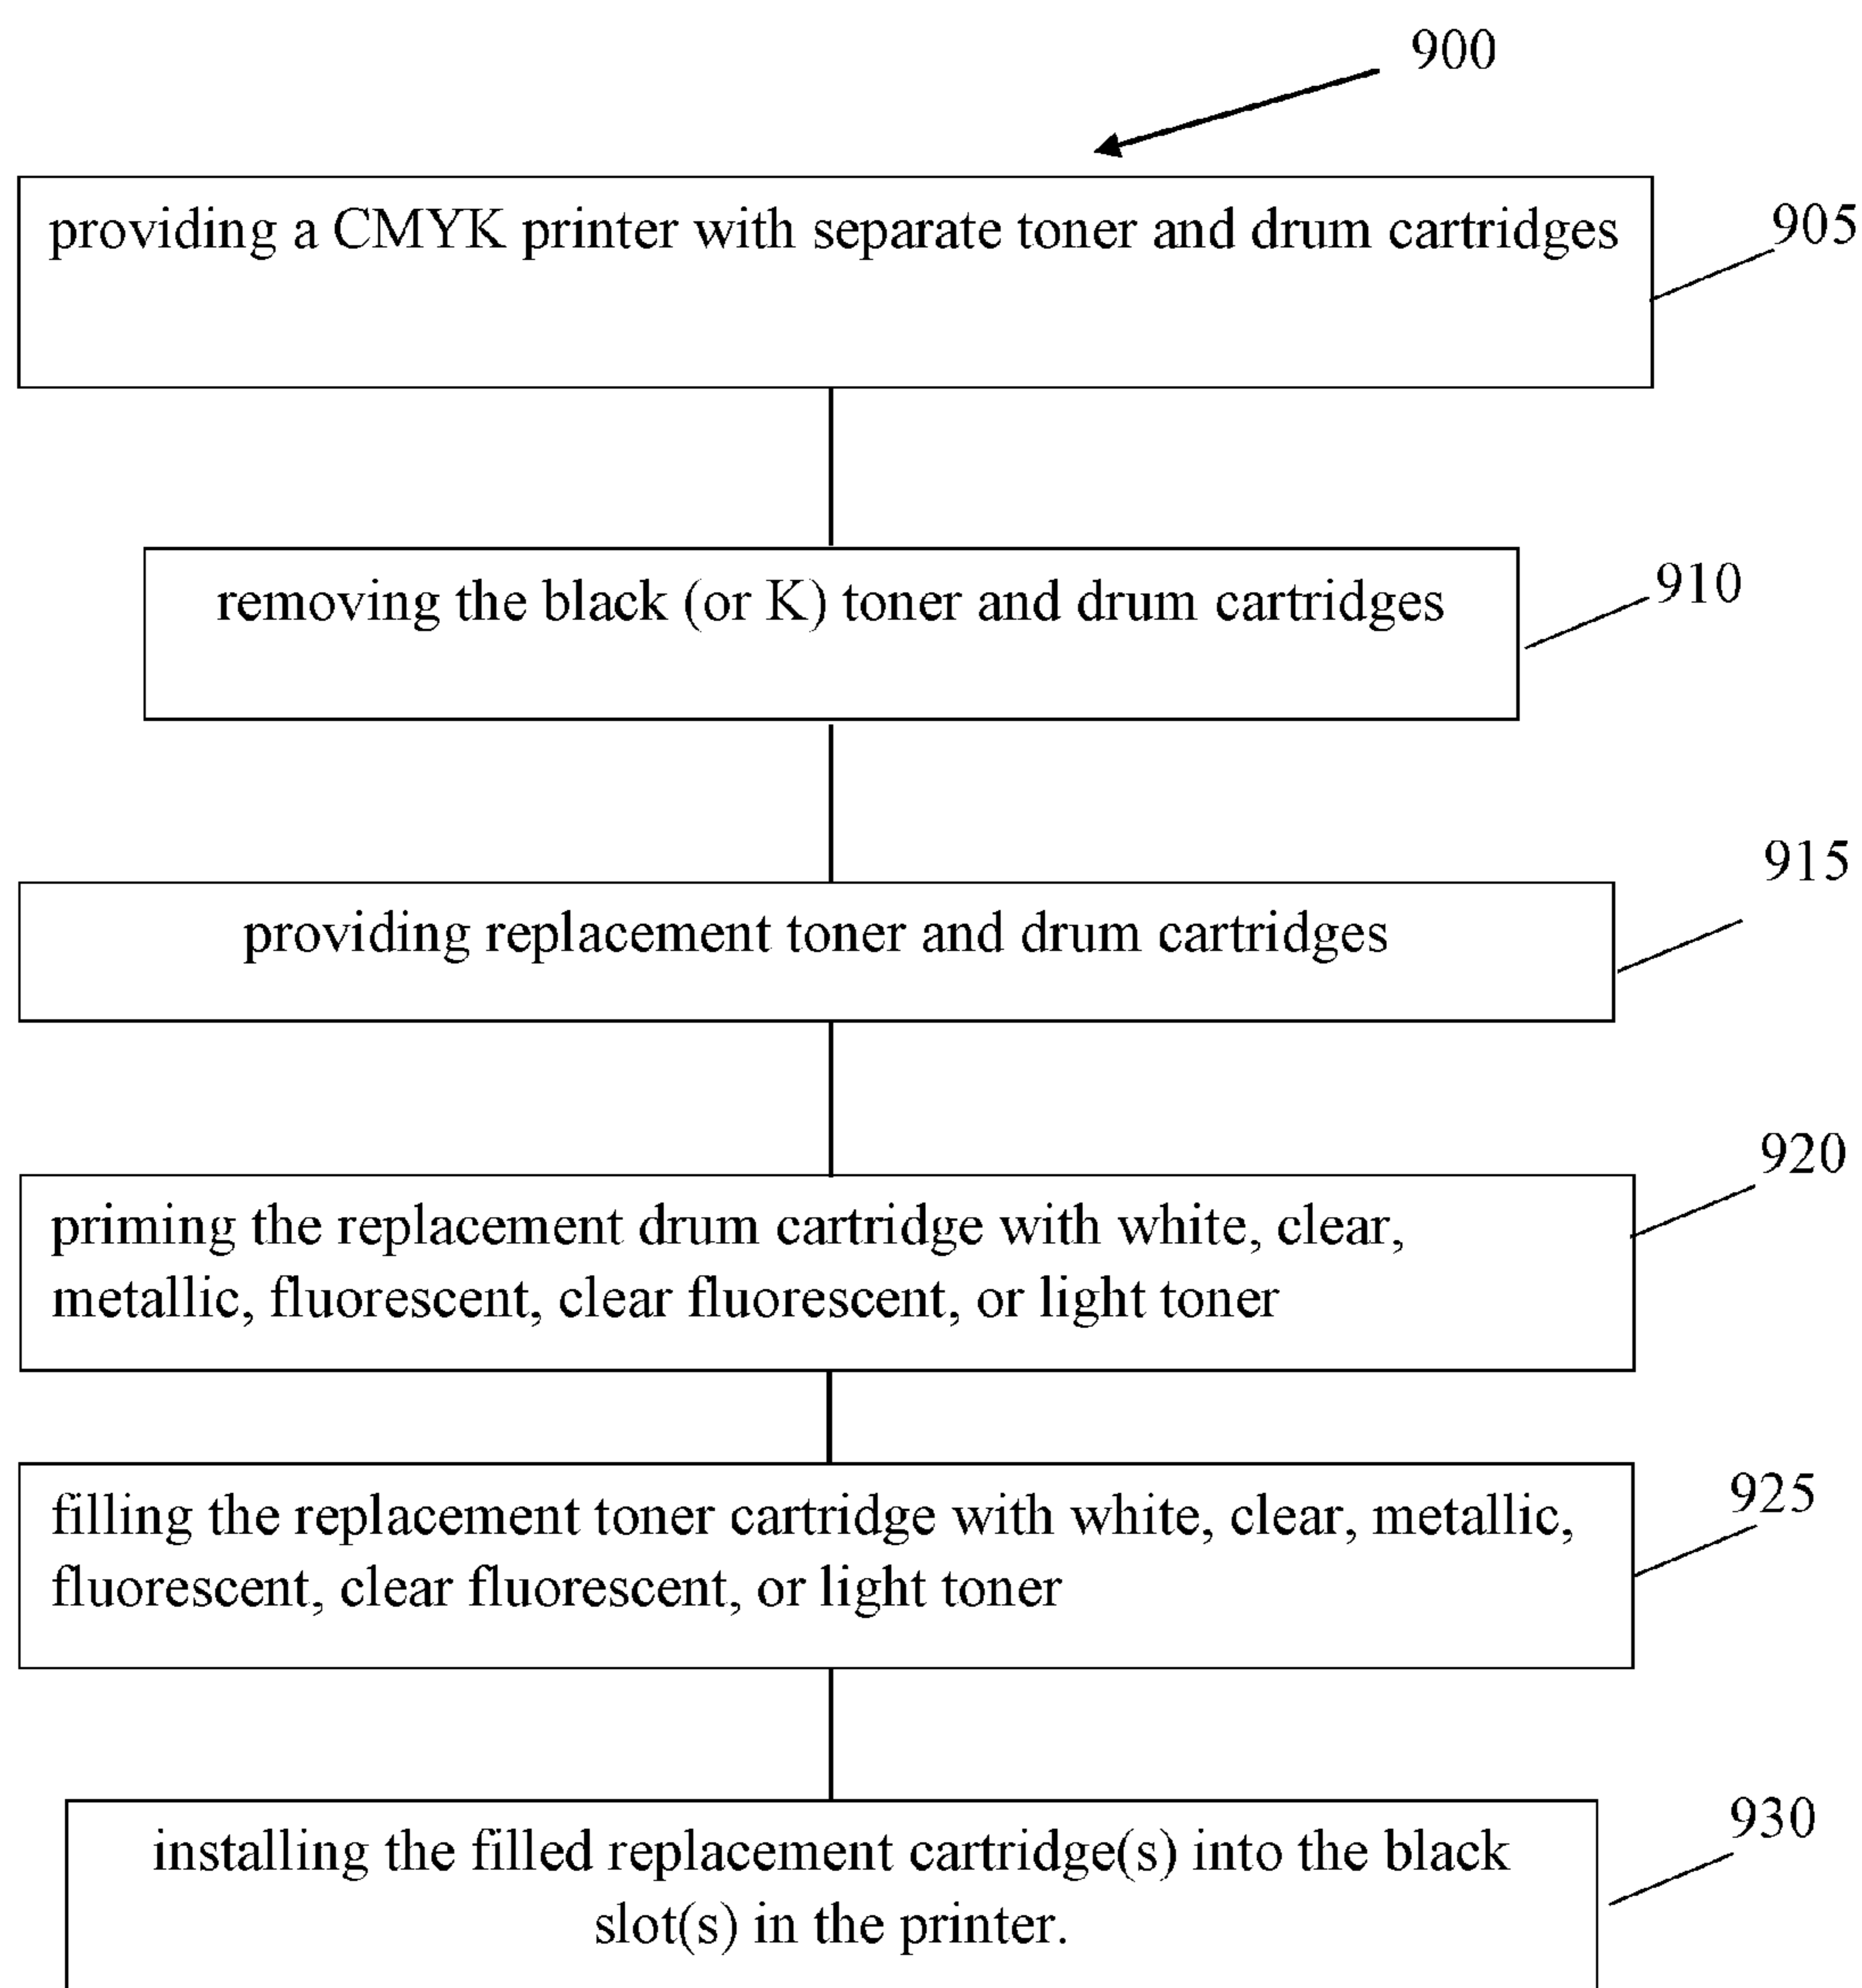 900
providing a CMYK printer with separate toner and drum cartridges
905
removing the black (or K) toner and drum cartridges
910
915
providing replacement toner and drum cartridges
920
priming the replacement drum cartridge with white, clear,
metallic, fluorescent, clear fluorescent, or light toner
925
filling the replacement toner cartridge with white, clear, metallic,
fluorescent, clear fluorescent, or light toner
930
installing the filled replacement cartridge(s) into the black
slot(s) in the printer.